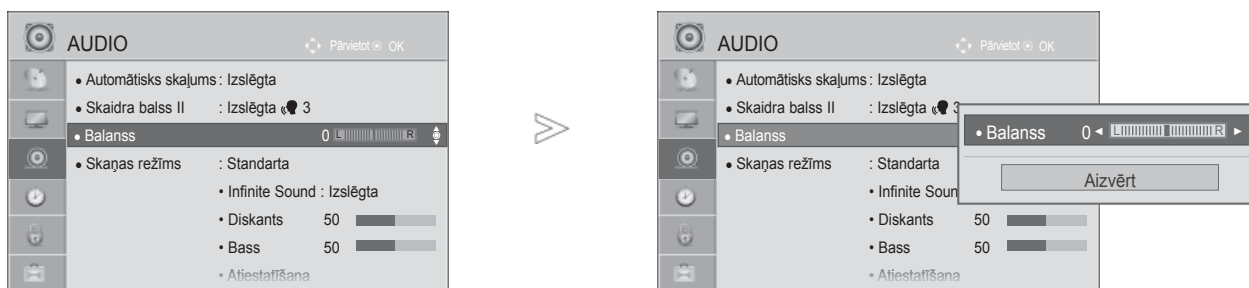 AUDIO
Pārvietot OK
• Automātisks skaļums : Izslēgta
• Skaidra balss II : Izslēgta 3
• Balanss 0 L R
• Skaņas režīms : Standarta
• Infinite Sound : Izslēgta
• Diskants 50
• Bass 50
• Atiestatīšana
AUDIO
Pārvietot OK
• Automātisks skaļums : Izslēgta
• Skaidra balss II : Izslēgta 3
• Balanss
• Skaņas režīms : Standarta
• Infinite Soun
• Diskants 50
• Bass 50
• Atiestatīšana
• Balanss 0 L R
Aizvērt